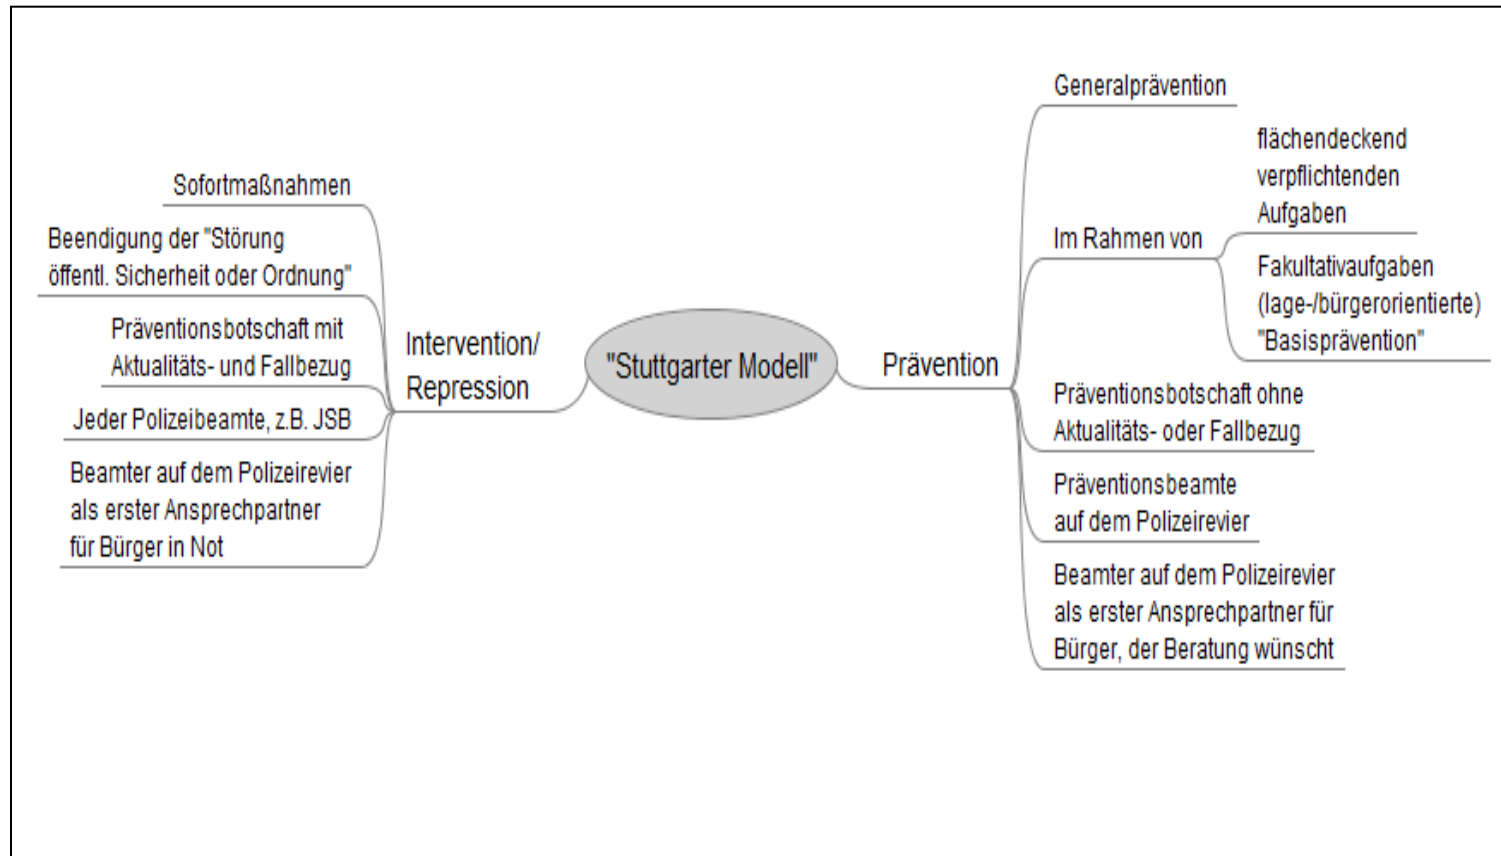 Sofortmaßnahmen
Beendigung der "Störung
öffentl. Sicherheit oder Ordnung"
Präventionsbotschaft mit
Aktualitäts- und Fallbezug
Jeder Polizeibeamte, z.B. JSB
Beamter auf dem Polizeirevier
als erster Ansprechpartner
für Bürger in Not
Intervention/
Repression
"Stuttgarter Modell"
Prävention
Generalprävention
Im Rahmen von
flächendeckend
verpflichtenden
Aufgaben
Fakultativaufgaben
(lage-/bürgerorientierte)
"Basisprävention"
Präventionsbotschaft ohne
Aktualitäts- oder Fallbezug
Präventionsbeamte
auf dem Polizeirevier
Beamter auf dem Polizeirevier
als erster Ansprechpartner für
Bürger, der Beratung wünscht